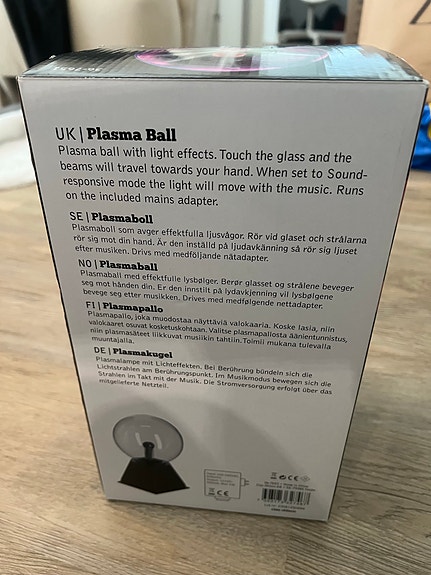 UK | Plasma Ball
Plasma ball with light effects. Touch the glass and the
beams will travel towards your hand. When set to Sound-
responsive mode the light will move with the music. Runs
on the included mains adapter.
SE | Plasmaboll
Plasmaboll som avger effektfulla ljusvågor. Rör vid glaset och strålarna
rör sig mot din hand. Är den inställd på ljudavkänning så rör sig ljuset
efter musiken. Drivs med medföljande nätadapter.
NO | Plasmaball
Plasmaball med effektfulle lysbølger. Berør glasset og strålene beveger
seg mot hånden din. Er den innstilt på lydavkjenning vil lysbølgene
bevege seg etter musikken. Drives med medfølgende nettadapter.
FI | Plasmapallo
Plasmapallo, joka muodostaa näyttäviä valokaaria. Koske lasia, niin
valokaaret osuvat kosketuskohtaan. Valitse plasmapallosta äänientunnistus,
niin plasmasäteet liikkuvat musiikin tahtiin.Toimii mukana tulevalla
muuntajalla.
DE | Plasmakugel
Plasmalampe mit Lichteffekten. Bei Berührung bündeln sich die
Lichtstrahlen am Berührungspunkt. Im Musikmodus bewegen sich die
Strahlen im Takt mit der Musik. Die Stromversorgung erfolgt über das
mitgelieferte Netzteil.
CE
CE